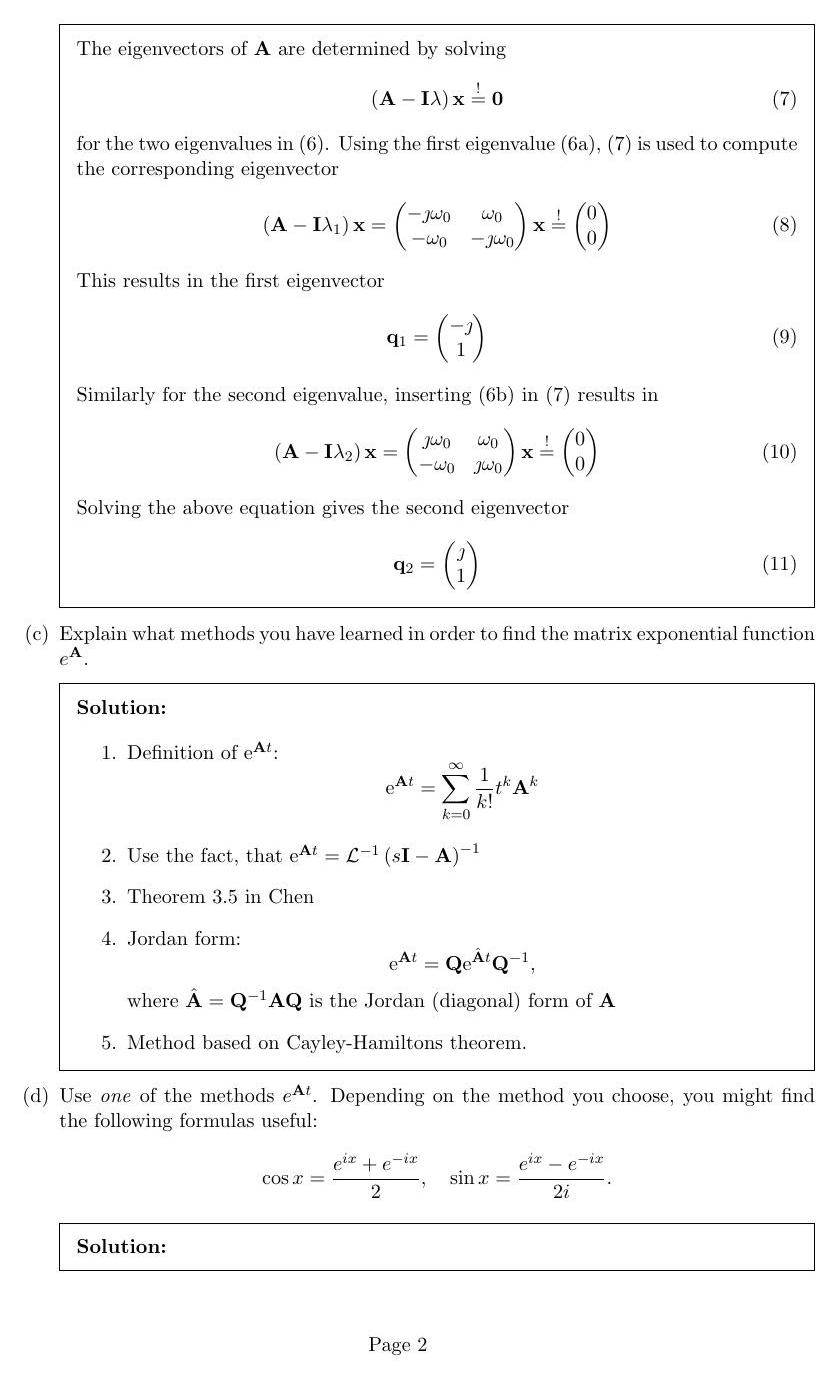 The eigenvectors of A are determined by solving
(A − Iλ) x =! 0 (7)
for the two eigenvalues in (6). Using the first eigenvalue (6a), (7) is used to compute
the corresponding eigenvector
(A − Iλ₁) x = (−ȷω₀ ω₀ −ω₀ −ȷω₀) x =! (0 0) (8)
This results in the first eigenvector
q₁ = (−ȷ 1) (9)
Similarly for the second eigenvalue, inserting (6b) in (7) results in
(A − Iλ₂) x = (ȷω₀ ω₀ −ω₀ ȷω₀) x =! (0 0) (10)
Solving the above equation gives the second eigenvector
q₂ = (ȷ 1) (11)
(c) Explain what methods you have learned in order to find the matrix exponential function
e^A.
Solution:
1. Definition of e^{At}:
e^{At} = ∑_{k=0}^{∞} 1/k! t^k A^k
2. Use the fact, that e^{At} = ℒ⁻¹ (sI − A)⁻¹
3. Theorem 3.5 in Chen
4. Jordan form:
e^{At} = Qe^{Ât}Q⁻¹,
where Â = Q⁻¹AQ is the Jordan (diagonal) form of A
5. Method based on Cayley-Hamiltons theorem.
(d) Use one of the methods e^{At}. Depending on the method you choose, you might find
the following formulas useful:
cos x = (e^{ix} + e^{−ix})/2, sin x = (e^{ix} − e^{−ix})/2i.
Solution:
Page 2